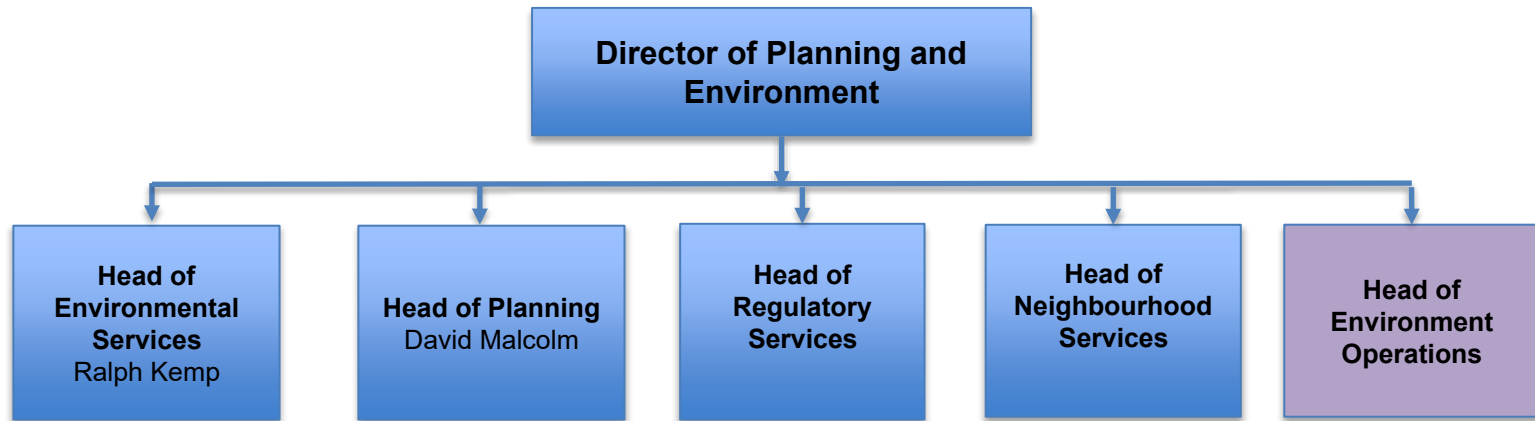 Director of Planning and
Environment
Head of
Environmental
Services
Ralph Kemp
Head of Planning
David Malcolm
Head of
Regulatory
Services
Head of
Neighbourhood
Services
Head of
Environment
Operations